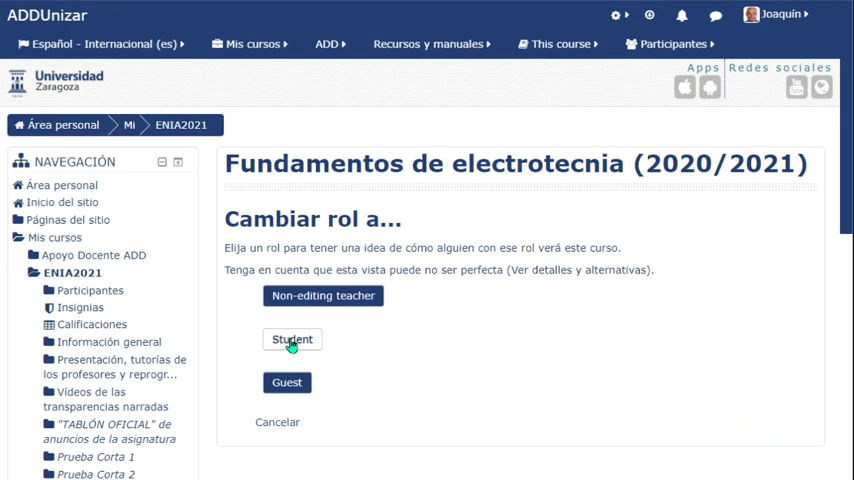 ADDUnizar
Joaquín
Español - Internacional (es)
Mis cursos
ADD
Recursos y manuales
This course
Participantes
Universidad
Zaragoza
Apps
Redes sociales
You
Área personal
Mi
ENIA2021
NAVEGACIÓN
Área personal
Inicio del sitio
Páginas del sitio
Mis cursos
Apoyo Docente ADD
ENIA2021
Participantes
Insignias
Calificaciones
Información general
Presentación, tutorías de
los profesores y reprogr...
Vídeos de las
transparencias narradas
"TABLÓN OFICIAL" de
anuncios de la asignatura
Prueba Corta 1
Prueba Corta 2
Fundamentos de electrotecnia (2020/2021)
Cambiar rol a...
Elija un rol para tener una idea de cómo alguien con ese rol verá este curso.
Tenga en cuenta que esta vista puede no ser perfecta (Ver detalles y alternativas).
Non-editing teacher
Student
Guest
Cancelar